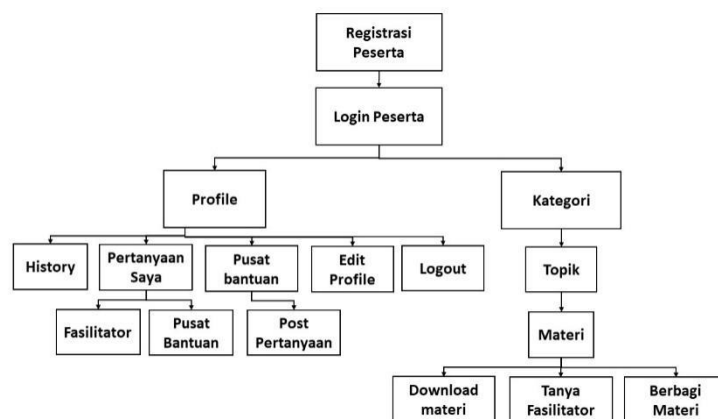 Registrasi
Peserta
Login Peserta
Profile
Kategori
History
Pertanyaan
Saya
Pusat
bantuan
Edit
Profile
Logout
Topik
Fasilitator
Pusat
Bantuan
Post
Pertanyaan
Materi
Download
materi
Tanya
Fasilitator
Berbagi
Materi